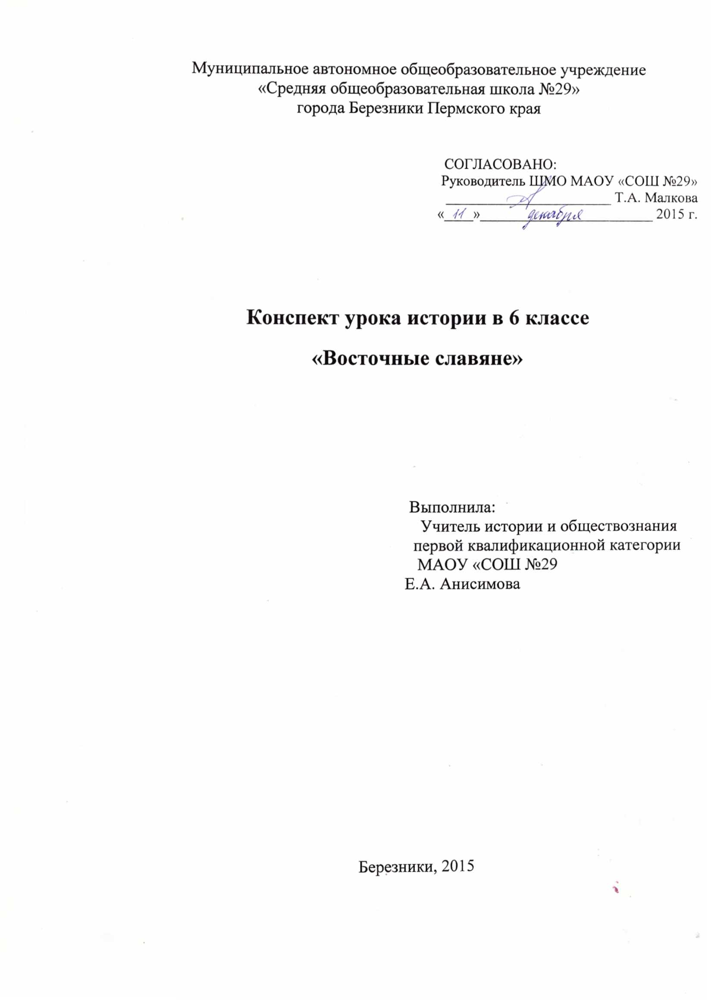 Муниципальное автономное общеобразовательное учреждение
«Средняя общеобразовательная школа №29»
города Березники Пермского края
СОГЛАСОВАНО:
Руководитель ШМО МАОУ «СОШ №29»
Т.А. Малкова
«11» декабря 2015 г.
Конспект урока истории в 6 классе
«Восточные славяне»
Выполнила:
Учитель истории и обществознания
первой квалификационной категории
МАОУ «СОШ №29
Е.А. Анисимова
Березники, 2015